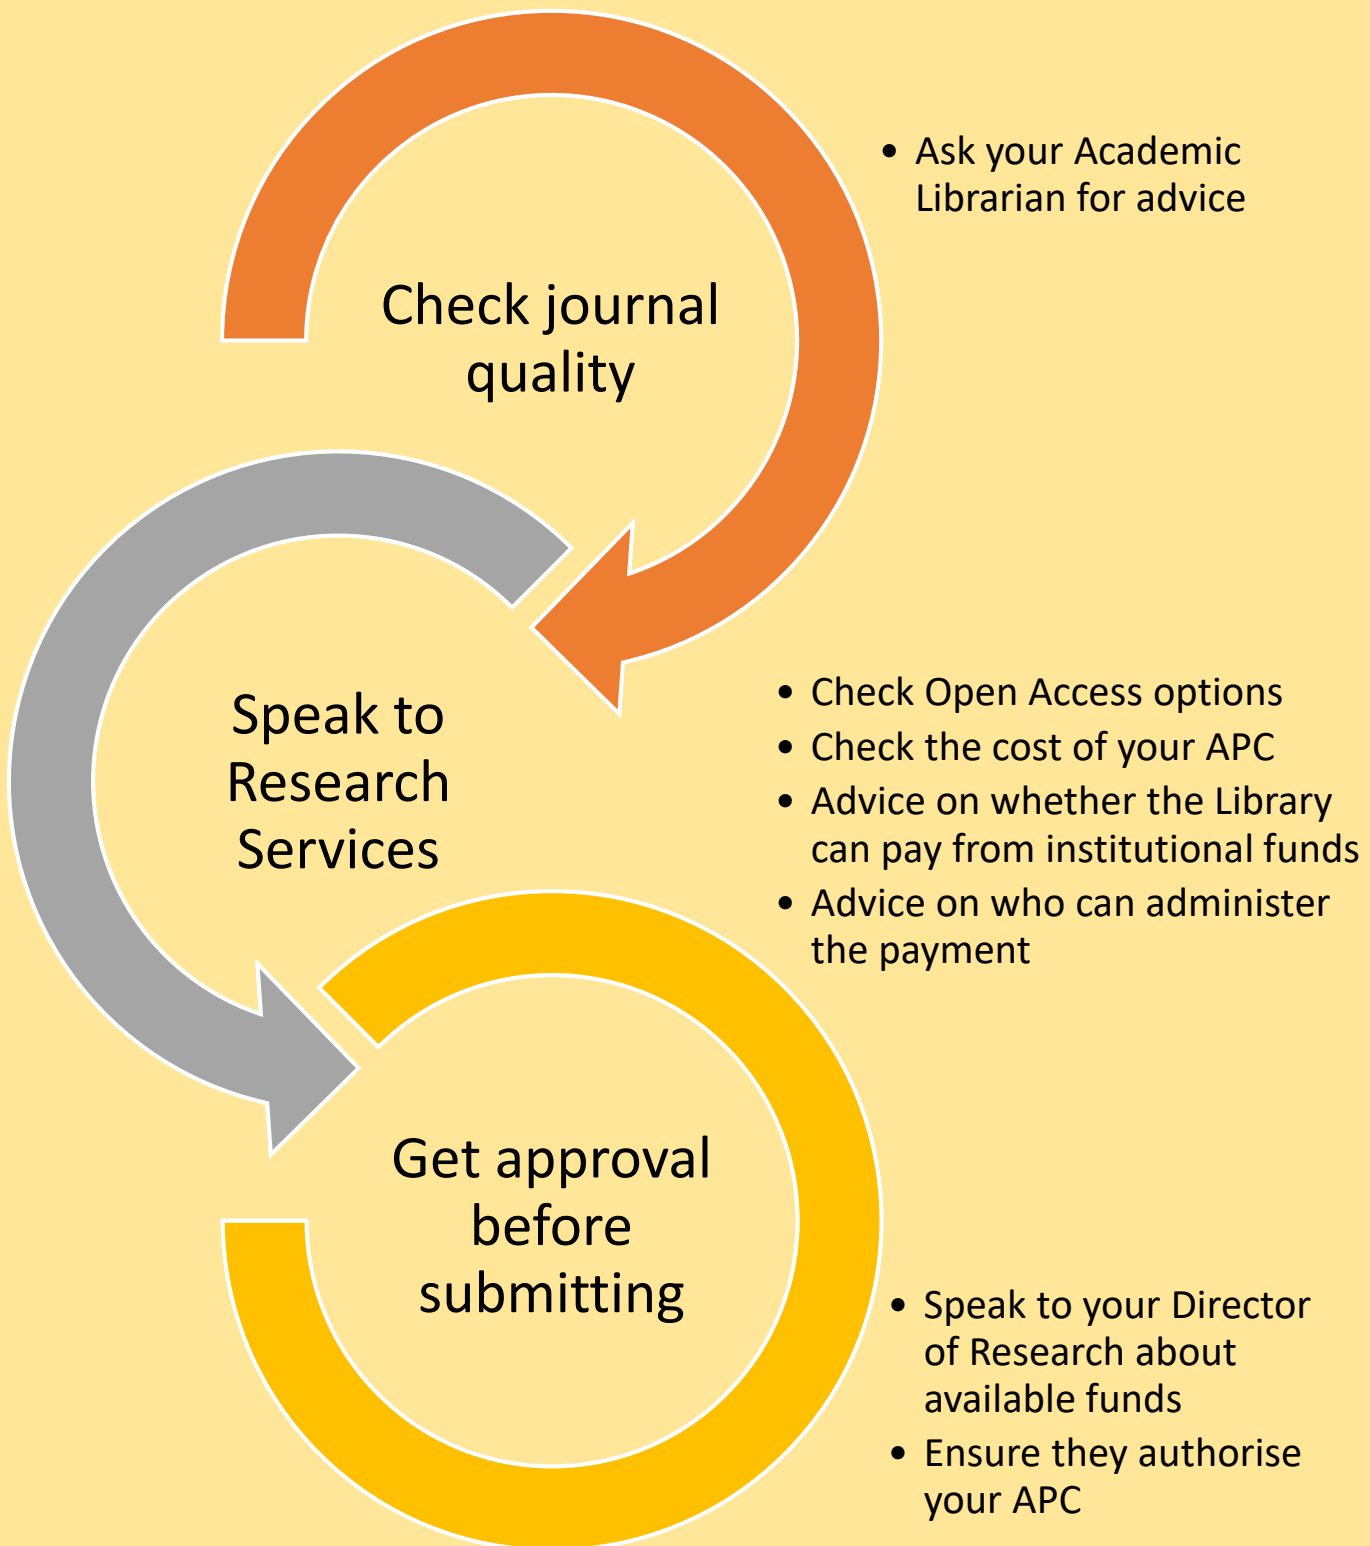 Check journal
quality
• Ask your Academic
Librarian for advice
Speak to
Research
Services
• Check Open Access options
• Check the cost of your APC
• Advice on whether the Library
can pay from institutional funds
• Advice on who can administer
the payment
Get approval
before
submitting
• Speak to your Director
of Research about
available funds
• Ensure they authorise
your APC